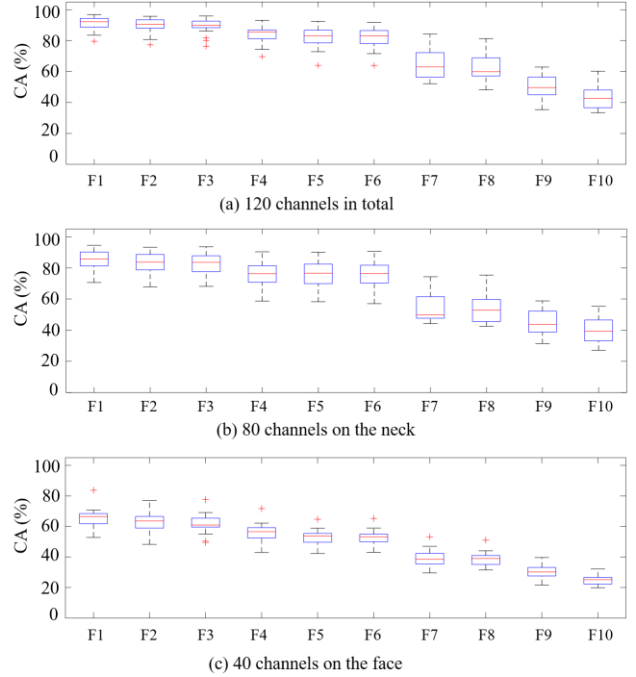 100
80
60
40
20
0
CA (%)
F1 F2 F3 F4 F5 F6 F7 F8 F9 F10
(a) 120 channels in total
100
80
60
40
20
0
CA (%)
F1 F2 F3 F4 F5 F6 F7 F8 F9 F10
(b) 80 channels on the neck
100
80
60
40
20
0
CA (%)
F1 F2 F3 F4 F5 F6 F7 F8 F9 F10
(c) 40 channels on the face